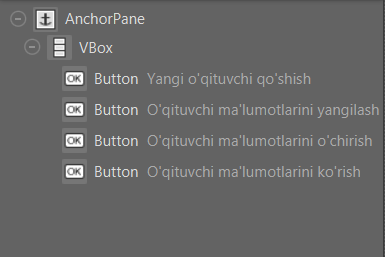 AnchorPane
VBox
OK Button Yangi o'qituvchi qo'shish
OK Button O'qituvchi ma'lumotlarini yangilash
OK Button O'qituvchi ma'lumotlarini o'chirish
OK Button O'qituvchi ma'lumotlarini ko'rish